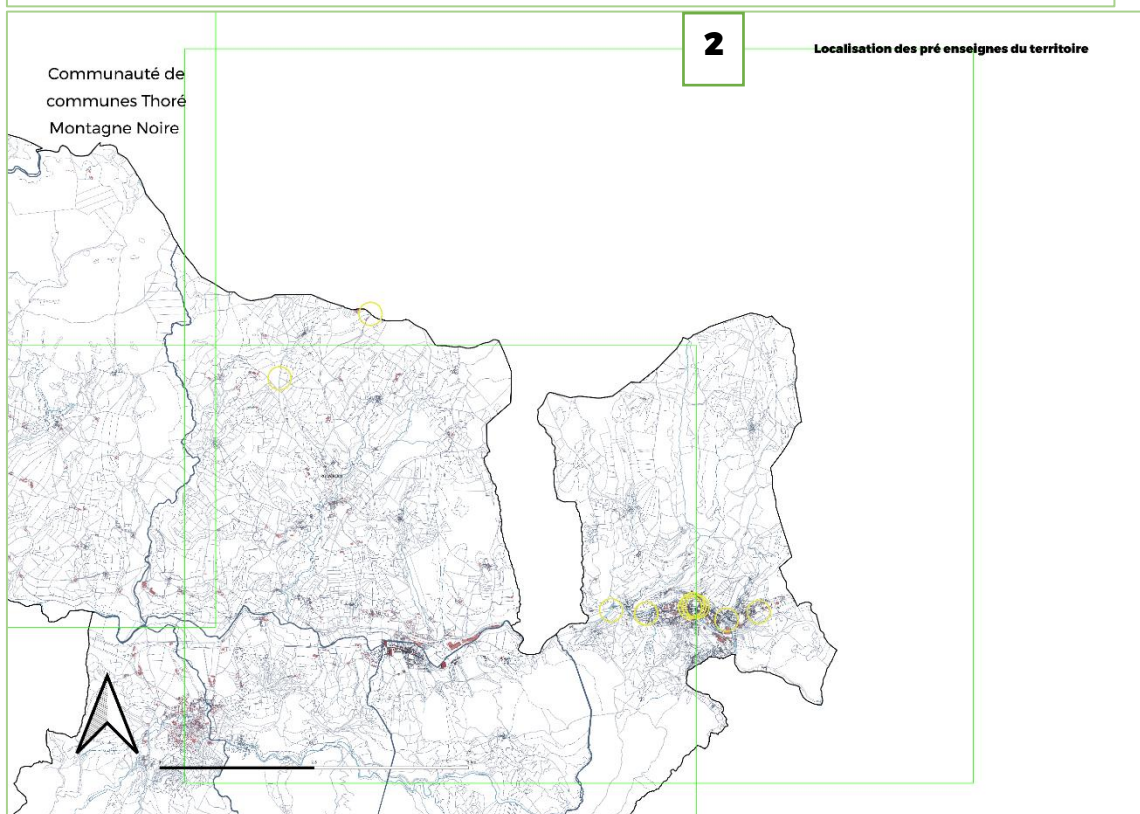 2
Localisation des pré enseignes du territoire
Communauté de
communes Thoré
Montagne Noire